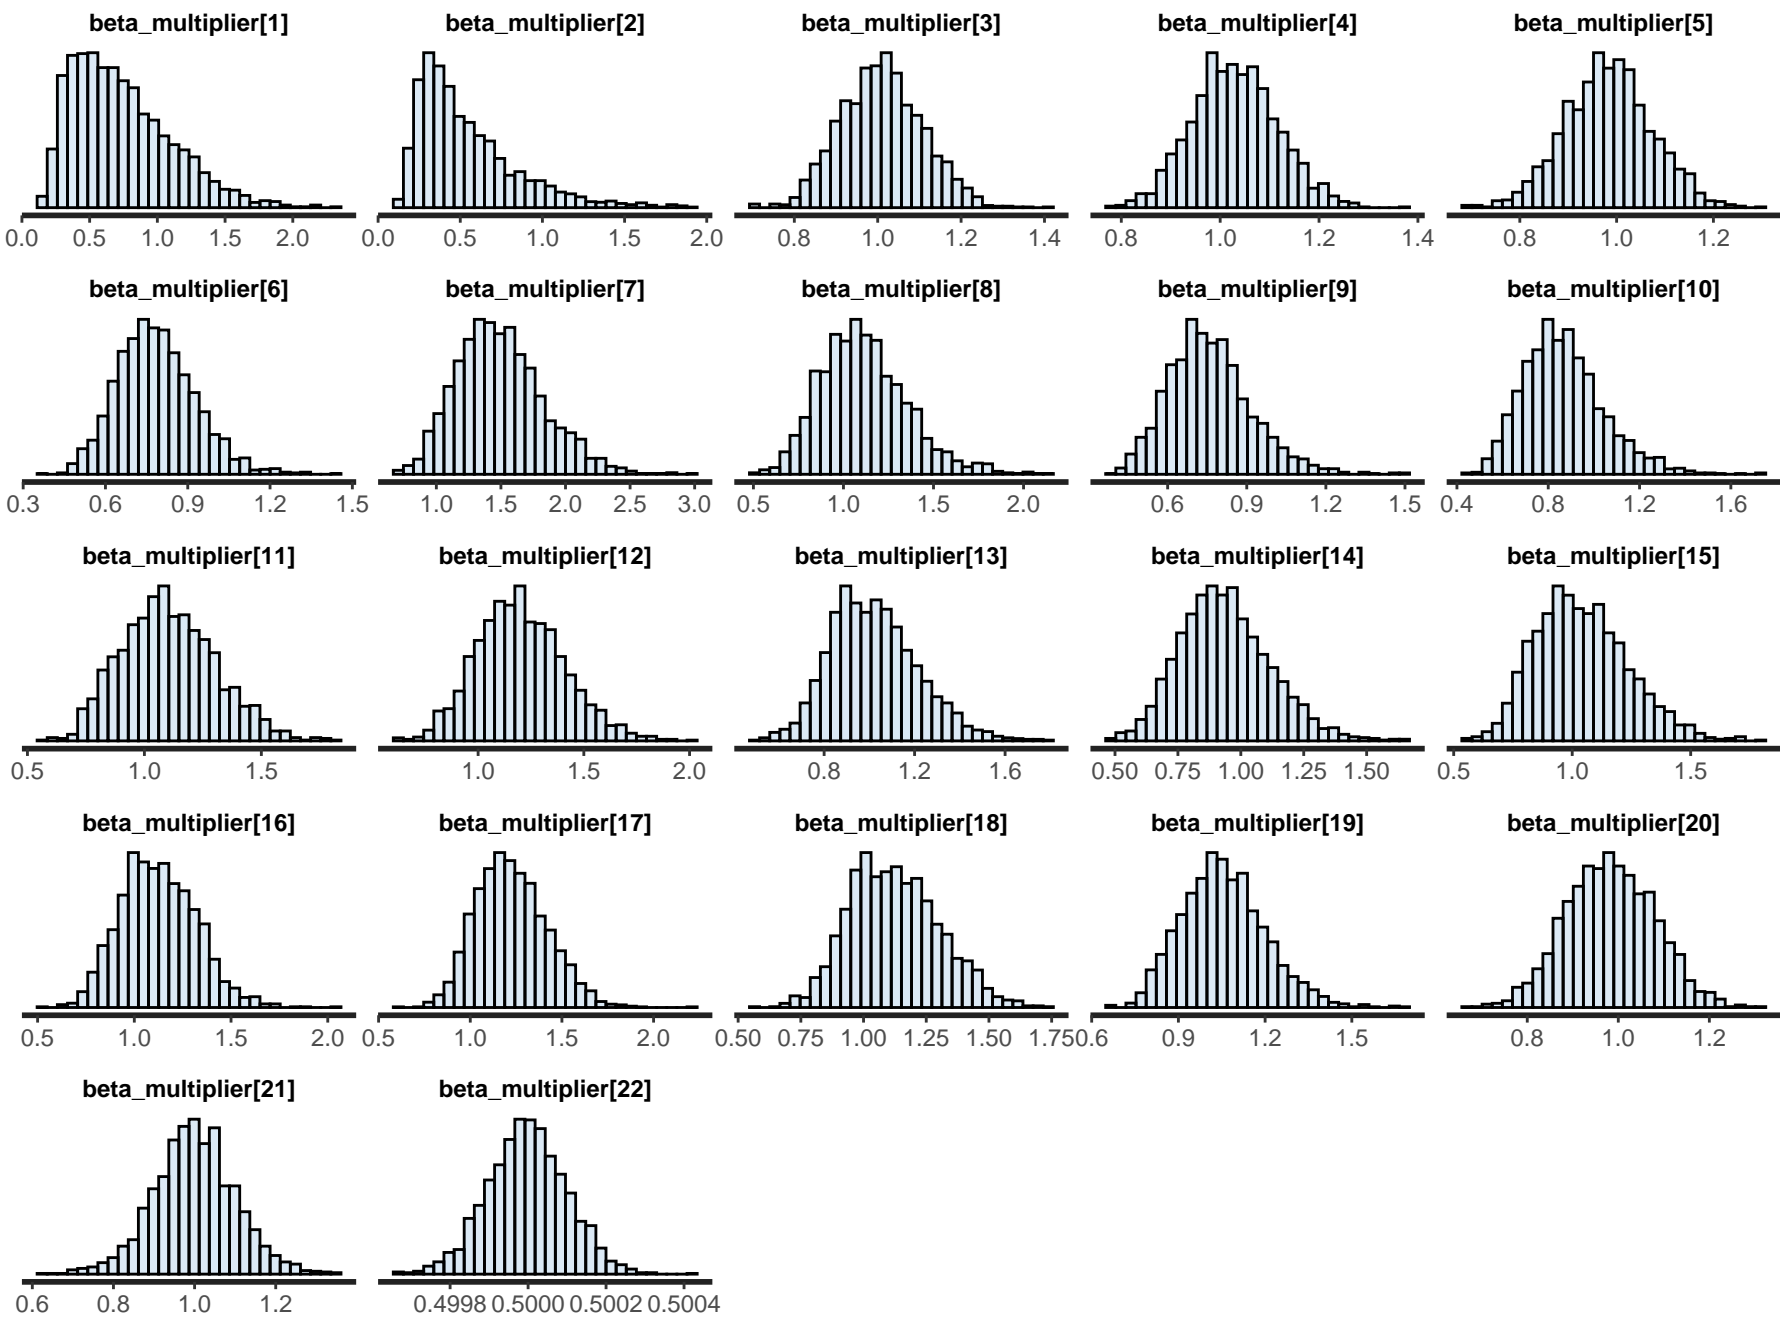 beta_multiplier[1] beta_multiplier[2] beta_multiplier[3] beta_multiplier[4] beta_multiplier[5]
0.0 0.5 1.0 1.5 2.0 0.0 0.5 1.0 1.5 2.0 0.8 1.0 1.2 1.4 0.8 1.0 1.2 1.4 0.8 1.0 1.2
beta_multiplier[6] beta_multiplier[7] beta_multiplier[8] beta_multiplier[9] beta_multiplier[10]
0.3 0.6 0.9 1.2 1.5 1.0 1.5 2.0 2.5 3.0 0.5 1.0 1.5 2.0 0.6 0.9 1.2 1.5 0.4 0.8 1.2 1.6
beta_multiplier[11] beta_multiplier[12] beta_multiplier[13] beta_multiplier[14] beta_multiplier[15]
0.5 1.0 1.5 1.0 1.5 2.0 0.8 1.2 1.6 0.50 0.75 1.00 1.25 1.50 0.5 1.0 1.5
beta_multiplier[16] beta_multiplier[17] beta_multiplier[18] beta_multiplier[19] beta_multiplier[20]
0.5 1.0 1.5 2.0 0.5 1.0 1.5 2.0 0.50 0.75 1.00 1.25 1.50 1.75 0.6 0.9 1.2 1.5 0.8 1.0 1.2
beta_multiplier[21] beta_multiplier[22]
0.6 0.8 1.0 1.2 0.4998 0.5000 0.5002 0.5004